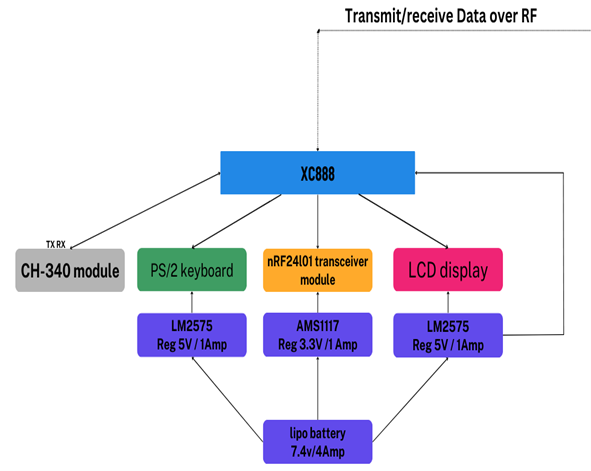 Transmit/receive Data over RF
XC888
TX RX
CH-340 module
PS/2 keyboard
nRF24l01 transceiver
module
LCD display
LM2575
Reg 5V / 1Amp
AMS1117
Reg 3.3V /1 Amp
LM2575
Reg 5V / 1Amp
lipo battery
7.4v/4Amp